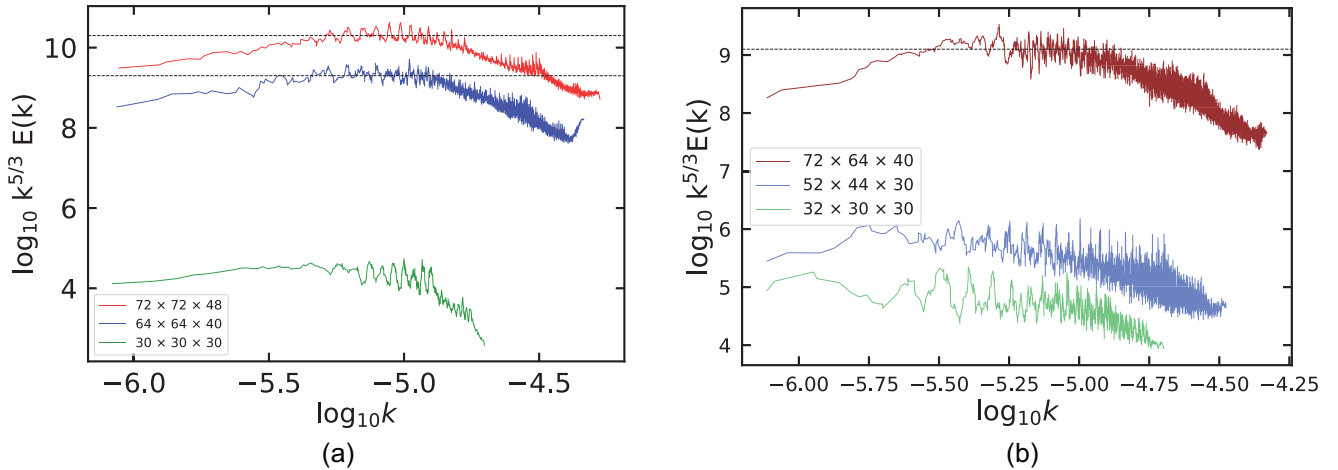 log₁₀ k^{5/3} E(k)
10
8
6
4
72 × 72 × 48
64 × 64 × 40
30 × 30 × 30
−6.0 −5.5 −5.0 −4.5
log₁₀k
(a)
log₁₀ k^{5/3}E(k)
9
8
7
6
5
4
72 × 64 × 40
52 × 44 × 30
32 × 30 × 30
−6.00 −5.75 −5.50 −5.25 −5.00 −4.75 −4.50 −4.25
log₁₀k
(b)